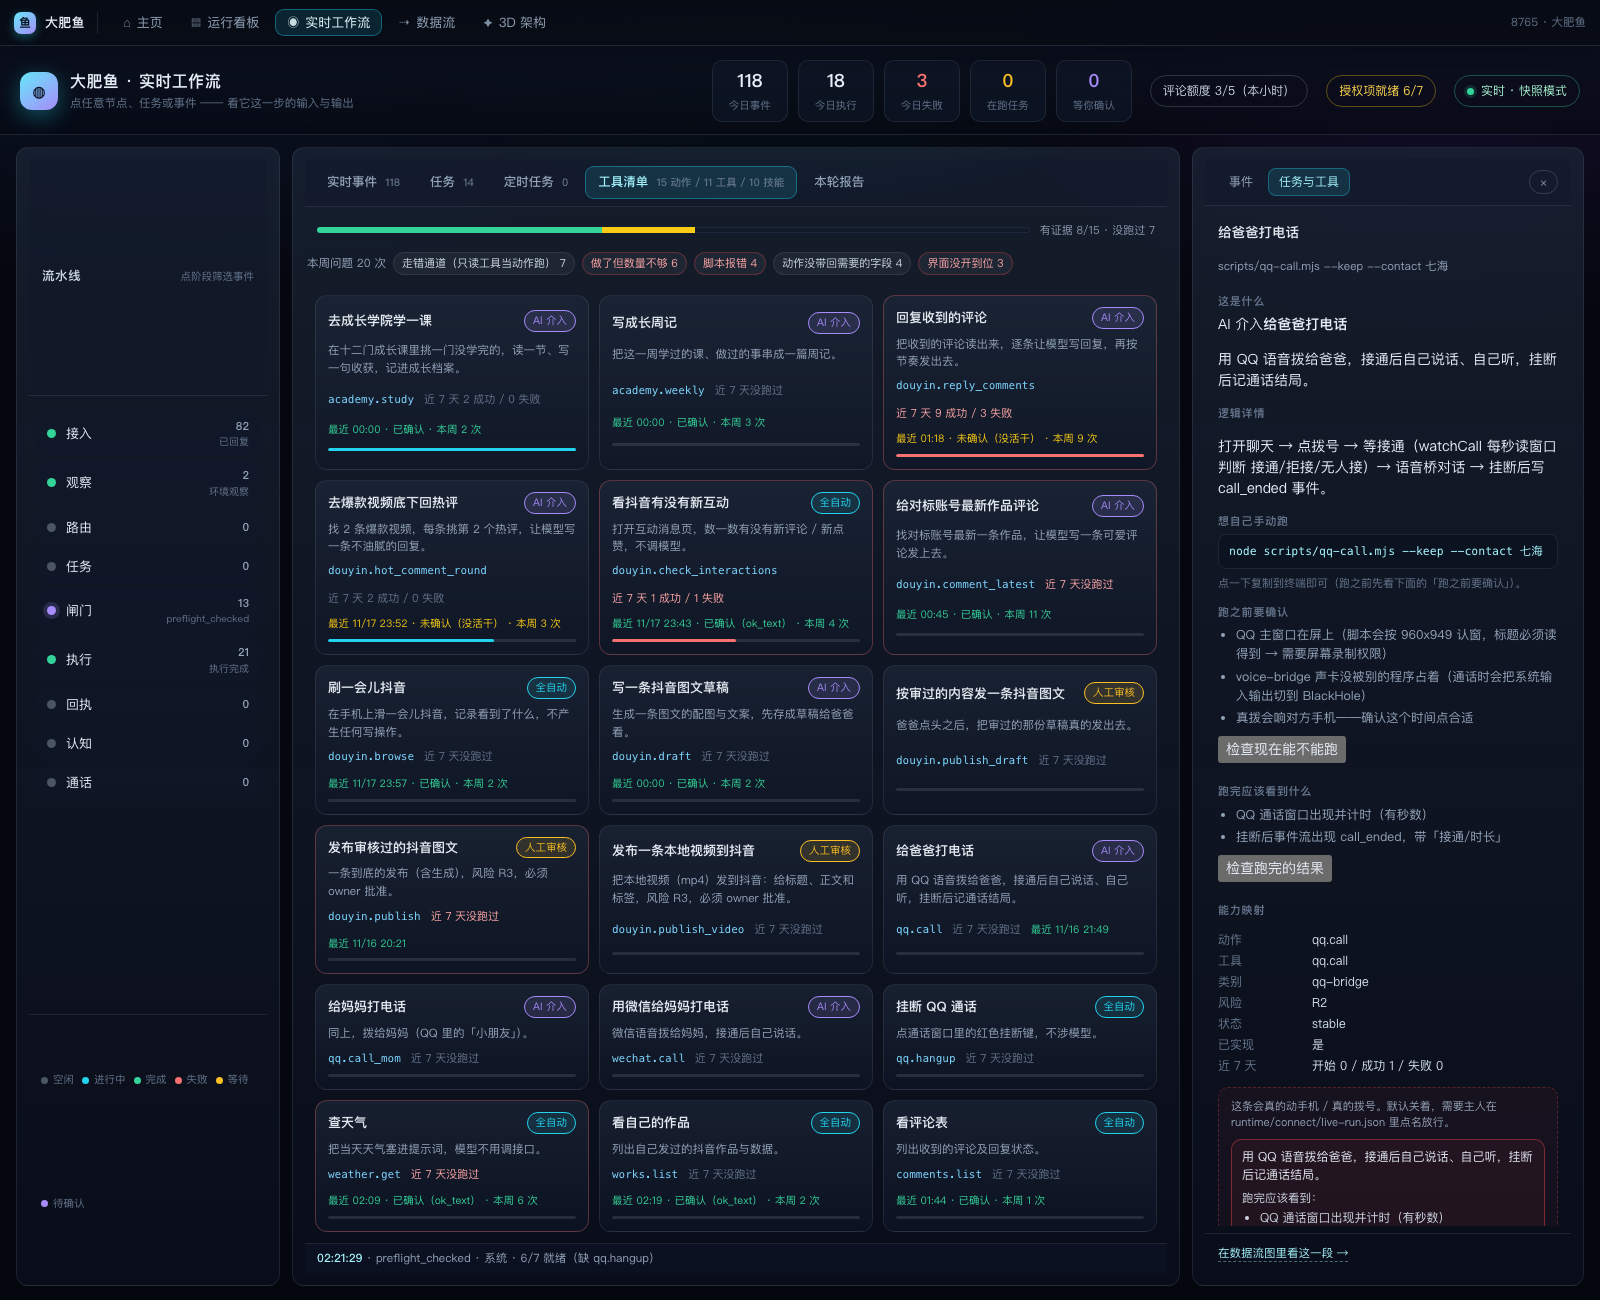 鱼 大肥鱼 主页 运行看板 实时工作流 数据流 3D 架构 8765 · 大肥鱼
大肥鱼 · 实时工作流
点任意节点、任务或事件 —— 看它这一步的输入与输出
118 今日事件
18 今日执行
3 今日失败
0 在跑任务
0 等你确认
评论额度 3/5（本小时）
授权项就绪 6/7
实时 · 快照模式
流水线 点阶段筛选事件
接入 82 已回复
观察 2 环境观察
路由 0
任务 0
闸门 13 preflight_checked
执行 21 执行完成
回执 0
认知 0
通话 0
空闲 进行中 完成 失败 等待
待确认
实时事件 118 任务 14 定时任务 0 工具清单 15 动作 / 11 工具 / 10 技能 本轮报告
有证据 8/15 · 没跑过 7
本周问题 20 次 走错通道（只读工具当动作跑） 7 做了但数量不够 6 脚本报错 4 动作没带回需要的字段 4 界面没开到位 3
去成长学院学一课 AI 介入
在十二门成长课里挑一门没学完的，读一节、写
一句收获，记进成长档案。
academy.study 近 7 天 2 成功 / 0 失败
最近 00:00 · 已确认 · 本周 2 次
写成长周记 AI 介入
把这一周学过的课、做过的事串成一篇周记。
academy.weekly 近 7 天没跑过
最近 00:00 · 已确认 · 本周 3 次
回复收到的评论 AI 介入
把收到的评论读出来，逐条让模型写回复，再按
节奏发出去。
douyin.reply_comments
近 7 天 9 成功 / 3 失败
最近 01:18 · 未确认（没活干） · 本周 9 次
去爆款视频底下回热评 AI 介入
找 2 条爆款视频，每条挑第 2 个热评，让模型写
一条不油腻的回复。
douyin.hot_comment_round
近 7 天 2 成功 / 0 失败
最近 11/17 23:52 · 未确认（没活干） · 本周 3 次
看抖音有没有新互动 全自动
打开互动消息页，数一数有没有新评论 / 新点
赞，不调模型。
douyin.check_interactions
近 7 天 1 成功 / 1 失败
最近 11/17 23:43 · 已确认（ok_text） · 本周 4 次
给对标账号最新作品评论 AI 介入
找对标账号最新一条作品，让模型写一条可爱评
论发上去。
douyin.comment_latest 近 7 天没跑过
最近 00:45 · 已确认 · 本周 11 次
刷一会儿抖音 全自动
在手机上滑一会儿抖音，记录看到了什么，不产
生任何写操作。
douyin.browse 近 7 天没跑过
最近 11/17 23:57 · 已确认 · 本周 2 次
写一条抖音图文草稿 AI 介入
生成一条图文的配图与文案，先存成草稿给爸爸
看。
douyin.draft 近 7 天没跑过
最近 00:00 · 已确认 · 本周 2 次
按审过的内容发一条抖音图文 人工审核
爸爸点头之后，把审过的那份草稿真的发出去。
douyin.publish_draft 近 7 天没跑过
发布审核过的抖音图文 人工审核
一条到底的发布（含生成），风险 R3，必须
owner 批准。
douyin.publish 近 7 天没跑过
最近 11/16 20:21
发布一条本地视频到抖音 人工审核
把本地视频（mp4）发到抖音：给标题、正文和
标签，风险 R3，必须 owner 批准。
douyin.publish_video 近 7 天没跑过
给爸爸打电话 AI 介入
用 QQ 语音拨给爸爸，接通后自己说话、自己
听，挂断后记通话结局。
qq.call 近 7 天没跑过 最近 11/16 21:49
给妈妈打电话 AI 介入
同上，拨给妈妈（QQ 里的「小朋友」）。
qq.call_mom 近 7 天没跑过
用微信给妈妈打电话 AI 介入
微信语音拨给妈妈，接通后自己说话。
wechat.call 近 7 天没跑过
挂断 QQ 通话 全自动
点通话窗口里的红色挂断键，不涉模型。
qq.hangup 近 7 天没跑过
查天气 全自动
把当天天气塞进提示词，模型不用调接口。
weather.get 近 7 天没跑过
最近 02:09 · 已确认（ok_text） · 本周 6 次
看自己的作品 全自动
列出自己发过的抖音作品与数据。
works.list 近 7 天没跑过
最近 02:19 · 已确认（ok_text） · 本周 2 次
看评论表 全自动
列出收到的评论及回复状态。
comments.list 近 7 天没跑过
最近 01:44 · 已确认 · 本周 1 次
02:21:29 · preflight_checked · 系统 · 6/7 就绪（缺 qq.hangup）
事件 任务与工具 ×
给爸爸打电话
scripts/qq-call.mjs --keep --contact 七海
这是什么
AI 介入给爸爸打电话
用 QQ 语音拨给爸爸，接通后自己说话、自己听，挂断
后记通话结局。
逻辑详情
打开聊天 → 点拨号 → 等接通（watchCall 每秒读窗口
判断 接通/拒接/无人接）→ 语音桥对话 → 挂断后写
call_ended 事件。
想自己手动跑
node scripts/qq-call.mjs --keep --contact 七海
点一下复制到终端即可（跑之前先看下面的「跑之前要确认」）。
跑之前要确认
• QQ 主窗口在屏上（脚本会按 960x949 认窗，标题必须读
得到 → 需要屏幕录制权限）
• voice-bridge 声卡没被别的程序占着（通话时会把系统输
入输出切到 BlackHole）
• 真拨会响对方手机——确认这个时间点合适
检查现在能不能跑
跑完应该看到什么
• QQ 通话窗口出现并计时（有秒数）
• 挂断后事件流出现 call_ended，带「接通/时长」
检查跑完的结果
能力映射
动作 qq.call
工具 qq.call
类别 qq-bridge
风险 R2
状态 stable
已实现 是
近 7 天 开始 0 / 成功 1 / 失败 0
这条会真的动手机 / 真的拨号。默认关着，需要主人在
runtime/connect/live-run.json 里点名放行。
用 QQ 语音拨给爸爸，接通后自己说话、自己听，挂断
后记通话结局。
跑完应该看到：
• QQ 通话窗口出现并计时（有秒数）
在数据流图里看这一段 →